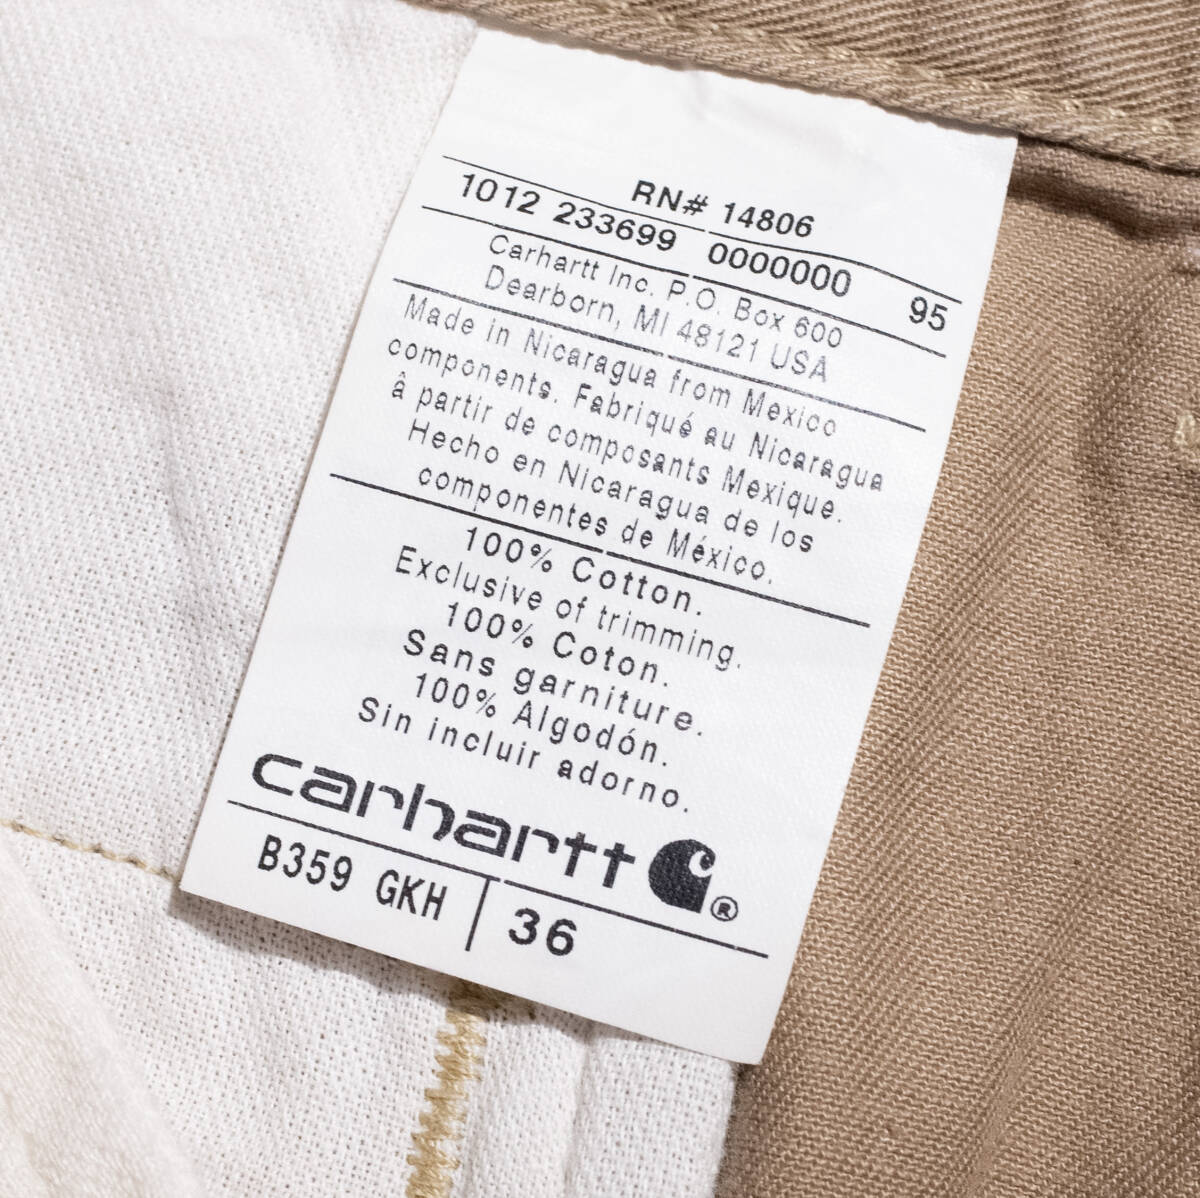 RN# 14806
1012 233699 0000000 95
Carhartt Inc. P.O. Box 600
Dearborn, MI 48121 USA
Made in Nicaragua from Mexico
components. Fabriqué au Nicaragua
â partir de composants Mexique.
Hecho en Nicaragua de los
componentes de México.
100% Cotton.
Exclusive of trimming.
100% Coton.
Sans garniture.
100% Algodón.
Sin incluir adorno.
carhartt ®
B359 GKH 36